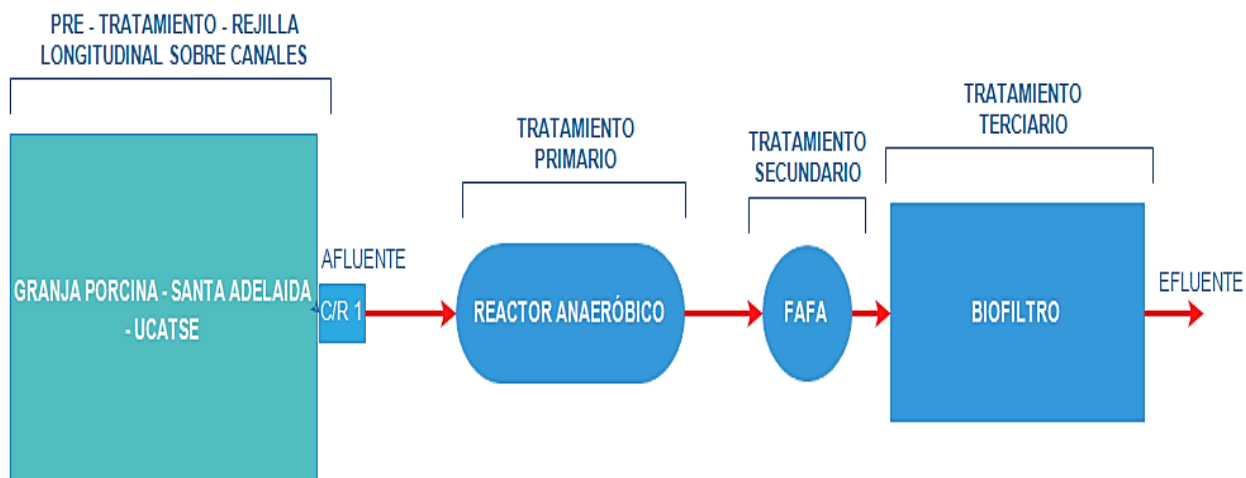 PRE - TRATAMIENTO - REJILLA
LONGITUDINAL SOBRE CANALES
TRATAMIENTO
PRIMARIO
TRATAMIENTO
SECUNDARIO
TRATAMIENTO
TERCIARIO
GRANJA PORCINA - SANTA ADELAIDA
- UCATSE
AFLUENTE
C/R 1
REACTOR ANAERÓBICO
FAFA
BIOFILTRO
EFLUENTE